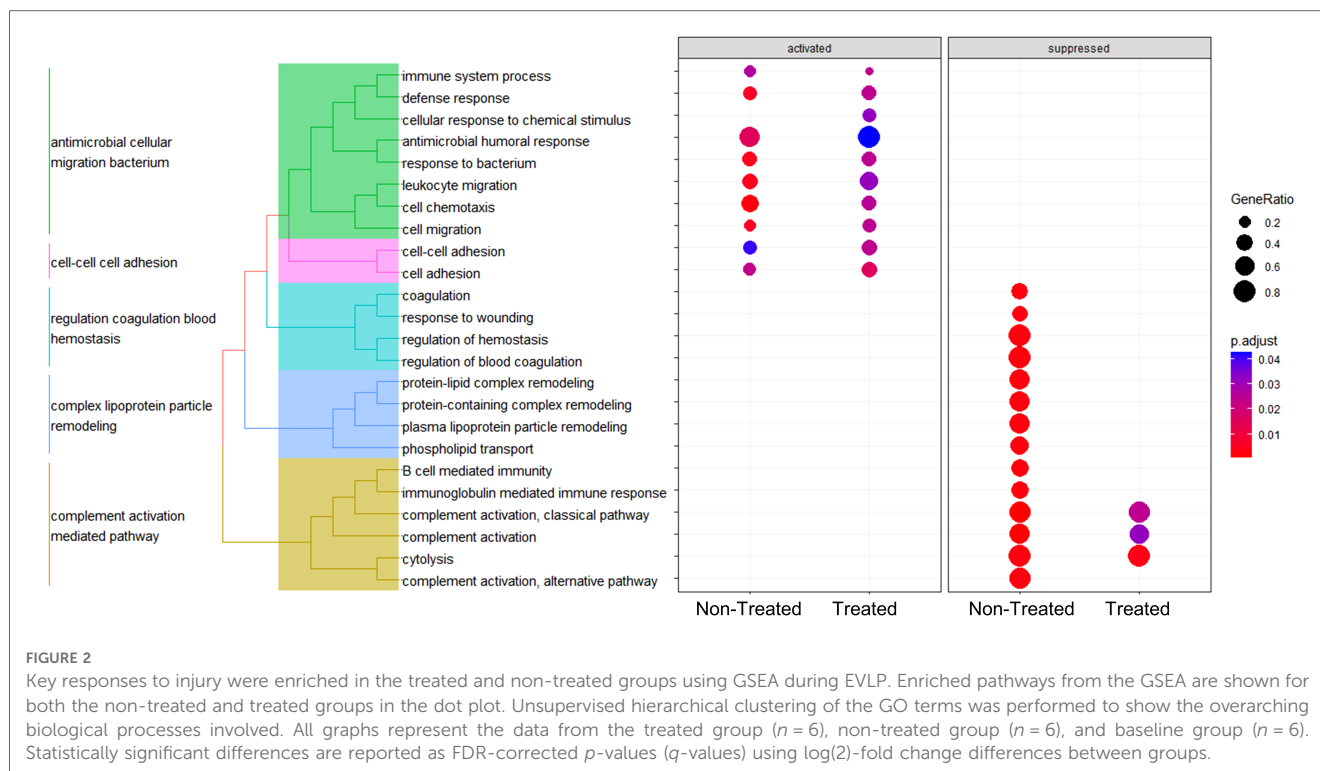 activated
suppressed
antimicrobial cellular
migration bacterium
cell-cell cell adhesion
regulation coagulation blood
hemostasis
complex lipoprotein particle
remodeling
complement activation
mediated pathway
immune system process
defense response
cellular response to chemical stimulus
antimicrobial humoral response
response to bacterium
leukocyte migration
cell chemotaxis
cell migration
cell-cell adhesion
cell adhesion
coagulation
response to wounding
regulation of hemostasis
regulation of blood coagulation
protein-lipid complex remodeling
protein-containing complex remodeling
plasma lipoprotein particle remodeling
phospholipid transport
B cell mediated immunity
immunoglobulin mediated immune response
complement activation, classical pathway
complement activation
cytolysis
complement activation, alternative pathway
Non-Treated
Treated
Non-Treated
Treated
GeneRatio
0.2
0.4
0.6
0.8
p.adjust
0.04
0.03
0.02
0.01
FIGURE 2
Key responses to injury were enriched in the treated and non-treated groups using GSEA during EVLP. Enriched pathways from the GSEA are shown for
both the non-treated and treated groups in the dot plot. Unsupervised hierarchical clustering of the GO terms was performed to show the overarching
biological processes involved. All graphs represent the data from the treated group (n = 6), non-treated group (n = 6), and baseline group (n = 6).
Statistically significant differences are reported as FDR-corrected p-values (q-values) using log(2)-fold change differences between groups.